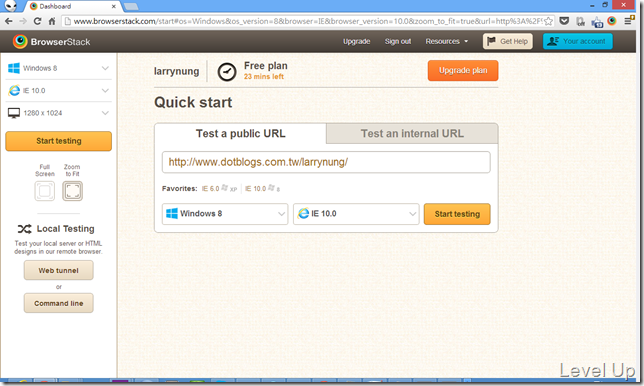 Dashboard
www.browserstack.com/start#os=Windows&os_version=8&browser=IE&browser_version=10.0&zoom_to_fit=true&url=http%3A%2F!
BrowserStack
Upgrade
Sign out
Resources
Get Help
Your account
Windows 8
IE 10.0
1280 x 1024
Start testing
Full Screen
Zoom to Fit
Local Testing
Test your local server or HTML
designs in our remote browser.
Web tunnel
or
Command line
larrynung
Free plan
23 mins left
Upgrade plan
Quick start
Test a public URL
Test an internal URL
http://www.dotblogs.com.tw/larrynung/
Favorites: IE 6.0 XP IE 10.0 8
Windows 8
IE 10.0
Start testing
Level Up